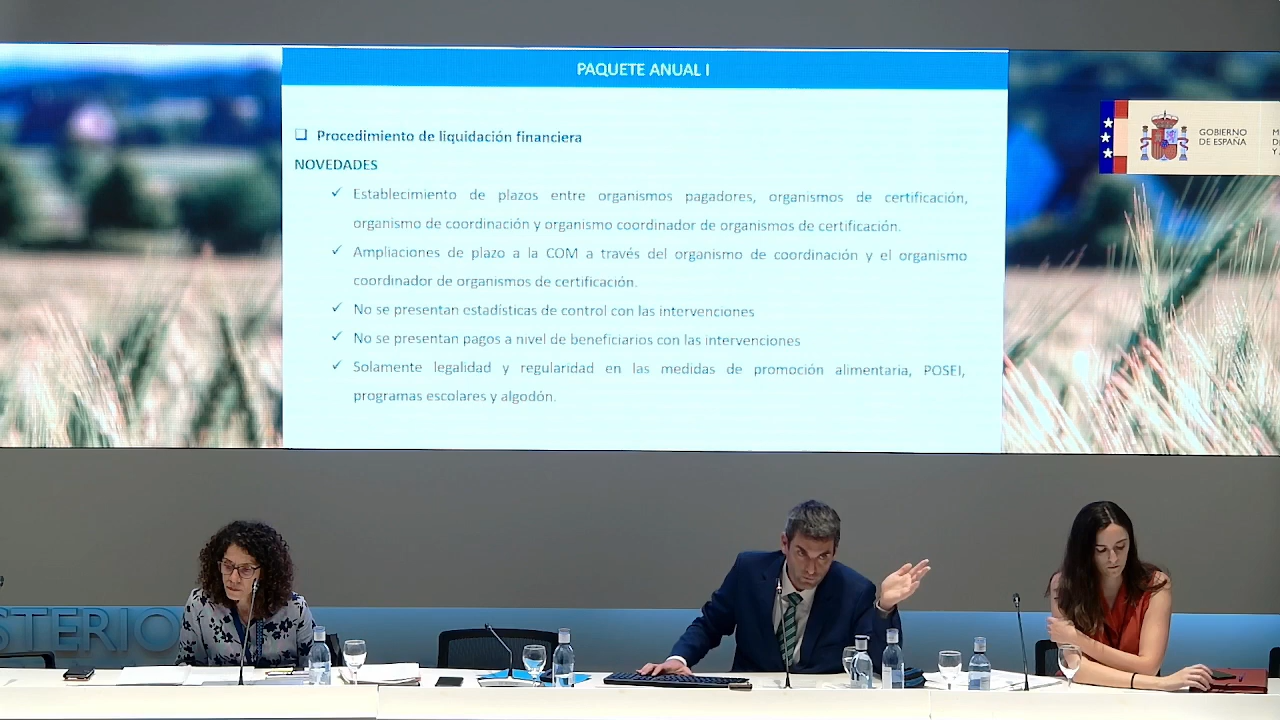 PAQUETE ANUAL I
❑ Procedimiento de liquidación financiera
NOVEDADES
✓ Establecimiento de plazos entre organismos pagadores, organismos de certificación,
organismo de coordinación y organismo coordinador de organismos de certificación.
✓ Ampliaciones de plazo a la COM a través del organismo de coordinación y el organismo
coordinador de organismos de certificación.
✓ No se presentan estadísticas de control con las intervenciones
✓ No se presentan pagos a nivel de beneficiarios con las intervenciones
✓ Solamente legalidad y regularidad en las medidas de promoción alimentaria, POSEI,
programas escolares y algodón.
GOBIERNO
DE ESPAÑA
M
D
Y
STERIO